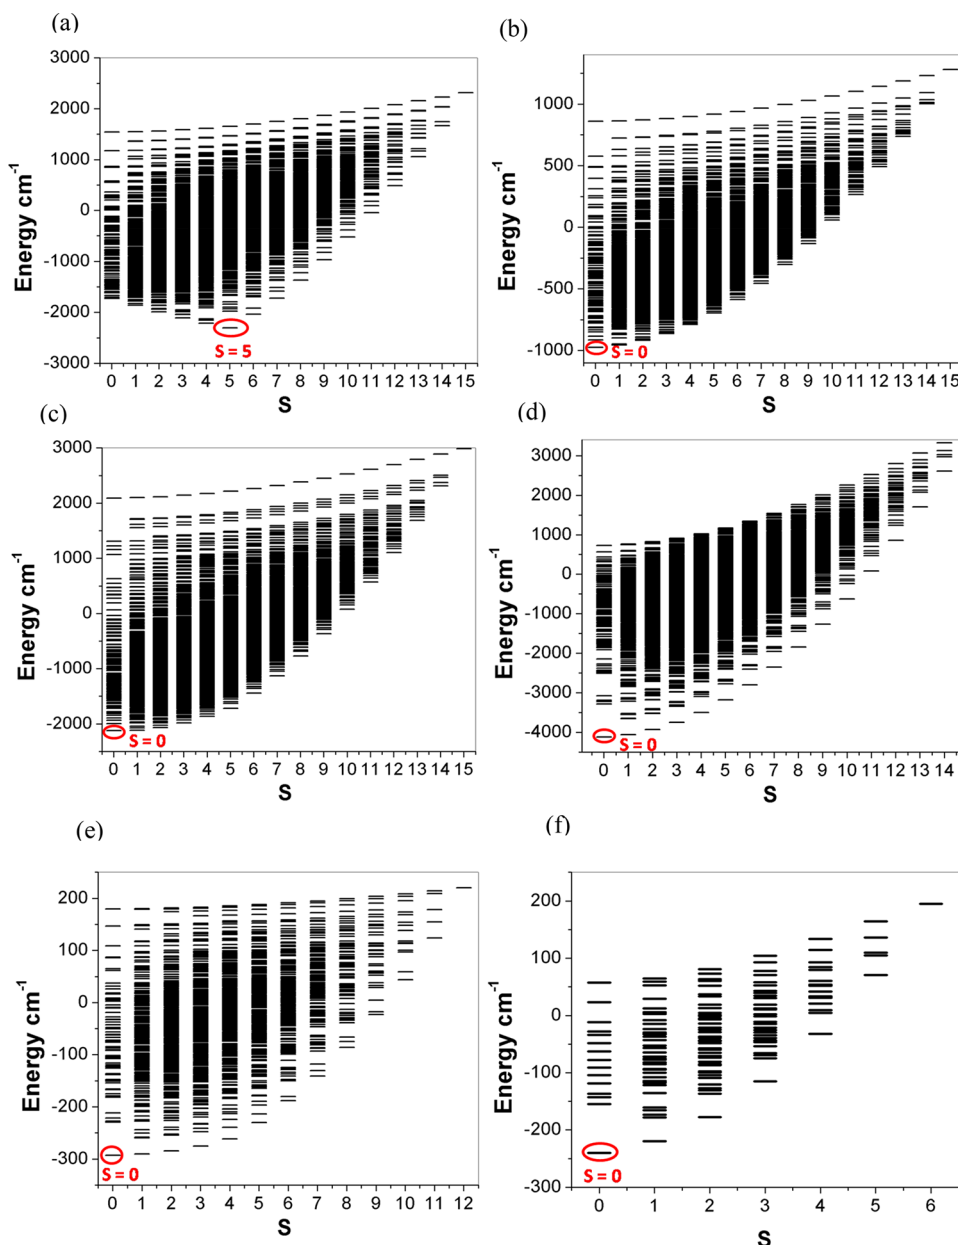 (a)
3000
2000
1000
0
-1000
-2000
-3000
Energy cm-1
S = 5
0 1 2 3 4 5 6 7 8 9 10 11 12 13 14 15
S
(b)
1000
500
0
-500
-1000
Energy cm-1
S = 0
0 1 2 3 4 5 6 7 8 9 10 11 12 13 14 15
S
(c)
3000
2000
1000
0
-1000
-2000
Energy cm-1
S = 0
0 1 2 3 4 5 6 7 8 9 10 11 12 13 14 15
S
(d)
3000
2000
1000
0
-1000
-2000
-3000
-4000
Energy cm-1
S = 0
0 1 2 3 4 5 6 7 8 9 10 11 12 13 14
S
(e)
200
100
0
-100
-200
-300
Energy cm-1
S = 0
0 1 2 3 4 5 6 7 8 9 10 11 12
S
(f)
200
100
0
-100
-200
-300
Energy cm-1
S = 0
0 1 2 3 4 5 6
S